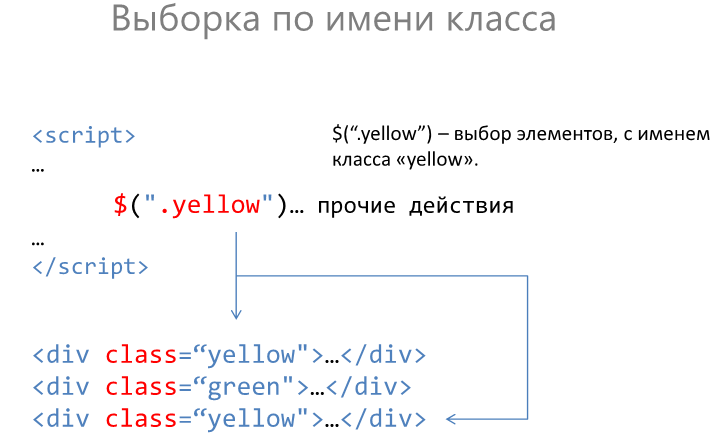 Выборка по имени класса
<script>
$(“.yellow”) – выбор элементов, с именем
класса «yellow».
…
$(".yellow")… прочие действия
…
</script>
<div class=“yellow">…</div>
<div class=“green">…</div>
<div class=“yellow">…</div>